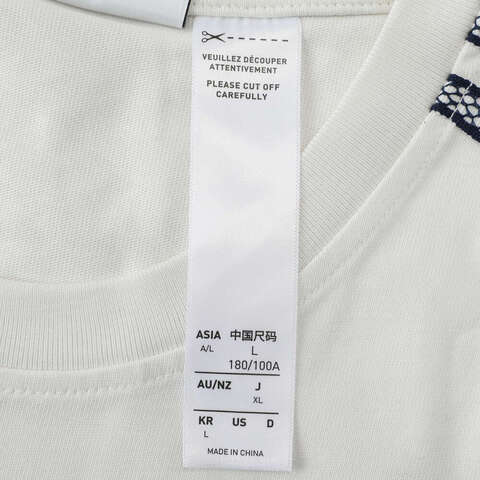 VEUILLEZ DÉCOUPER
ATTENTIVEMENT
PLEASE CUT OFF
CAREFULLY
ASIA 中国尺码
A/L L
180/100A
AU/NZ J
XL
KR US D
L
MADE IN CHINA